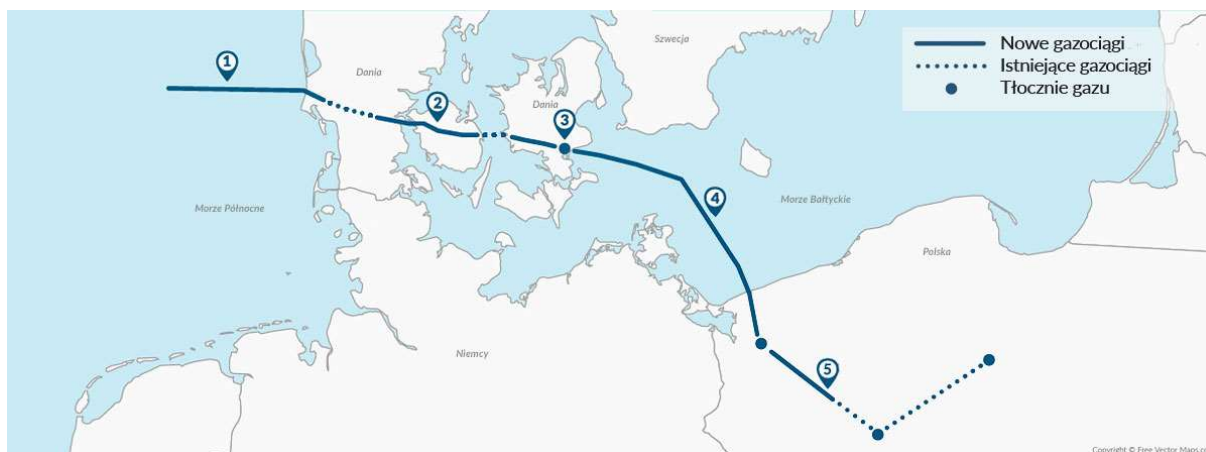 Nowe gazociągi
Istniejące gazociągi
Tłocznie gazu
Szwecja
Dania
1
2
Dania
3
Morze Północne
4
Morze Bałtyckie
Polska
Niemcy
5
Copyright © Free Vector Maps.co